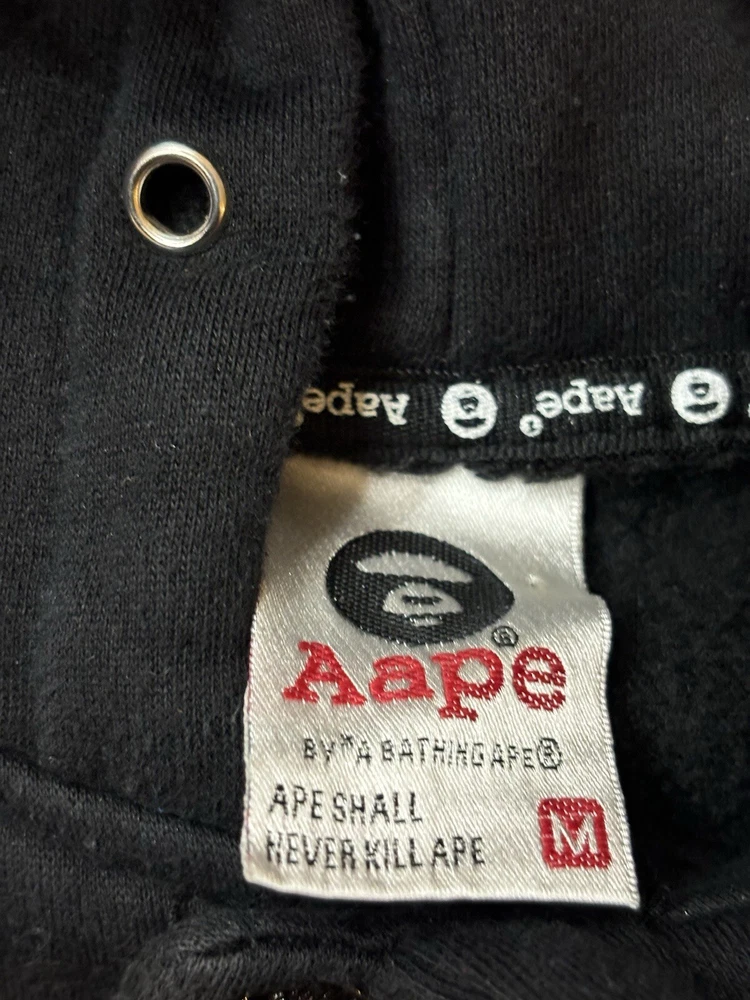 Aape® Aape®
Aape
®
BY *A BATHING APE®
APE SHALL
NEVER KILL APE
M